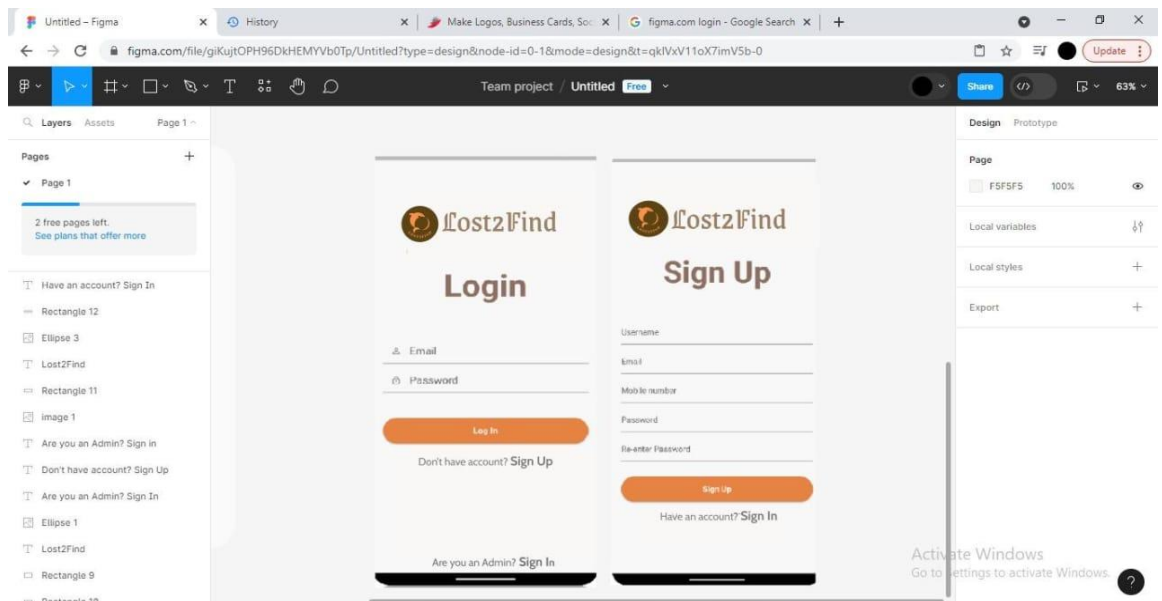 Untitled – Figma
History
Make Logos, Business Cards, Soc
figma.com login - Google Search
figma.com/file/giKujtOPH96DkHEMYVb0Tp/Untitled?type=design&node-id=0-1&mode=design&t=qklVxV11oX7imV5b-0
Update
Team project / Untitled Free
Share
63%
Layers Assets Page 1
Pages
Page 1
2 free pages left.
See plans that offer more
Have an account? Sign In
Rectangle 12
Ellipse 3
Lost2Find
Rectangle 11
image 1
Are you an Admin? Sign in
Don't have account? Sign Up
Are you an Admin? Sign In
Ellipse 1
Lost2Find
Rectangle 9
Rectangle 10
Lost2Find
Login
Email
Password
Log In
Don't have account? Sign Up
Are you an Admin? Sign In
Lost2Find
Sign Up
Username
Email
Mobile number
Password
Re-enter Password
Sign Up
Have an account? Sign In
Design Prototype
Page
F5F5F5 100%
Local variables
Local styles
Export
Activate Windows
Go to Settings to activate Windows.
?